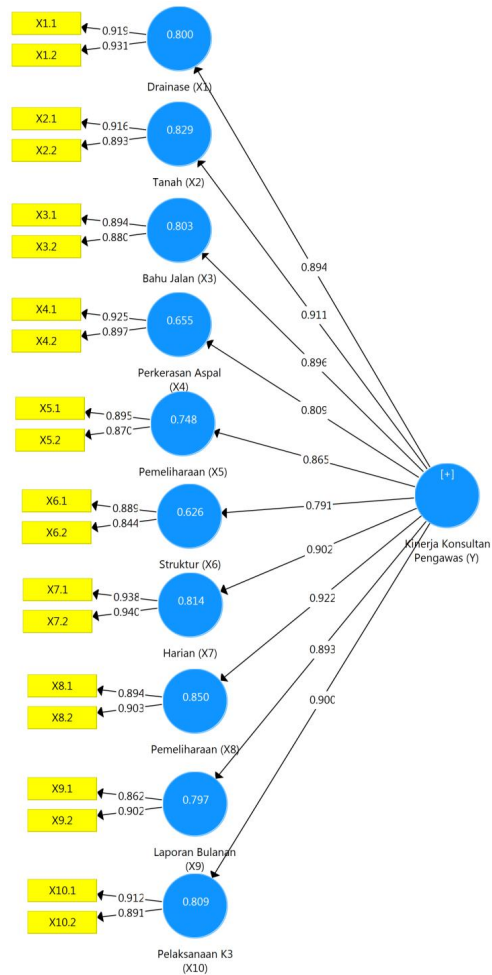 X1.1
0.919
0.800
X1.2
0.931
Drainase (X1)
X2.1
0.916
0.829
X2.2
0.893
Tanah (X2)
X3.1
0.894
0.803
X3.2
0.880
Bahu Jalan (X3)
0.894
0.911
0.896
X4.1
0.925
0.655
X4.2
0.897
Perkerasan Aspal
(X4)
0.809
X5.1
0.895
0.748
X5.2
0.870
Pemeliharaan (X5)
0.865
[+]
Kinerja Konsultan
Pengawas (Y)
X6.1
0.889
0.626
X6.2
0.844
Struktur (X6)
0.791
0.902
X7.1
0.938
0.814
X7.2
0.940
Harian (X7)
0.922
0.893
X8.1
0.894
0.850
X8.2
0.903
Pemeliharaan (X8)
0.900
X9.1
0.862
0.797
X9.2
0.902
Laporan Bulanan
(X9)
X10.1
0.912
0.809
X10.2
0.891
Pelaksanaan K3
(X10)